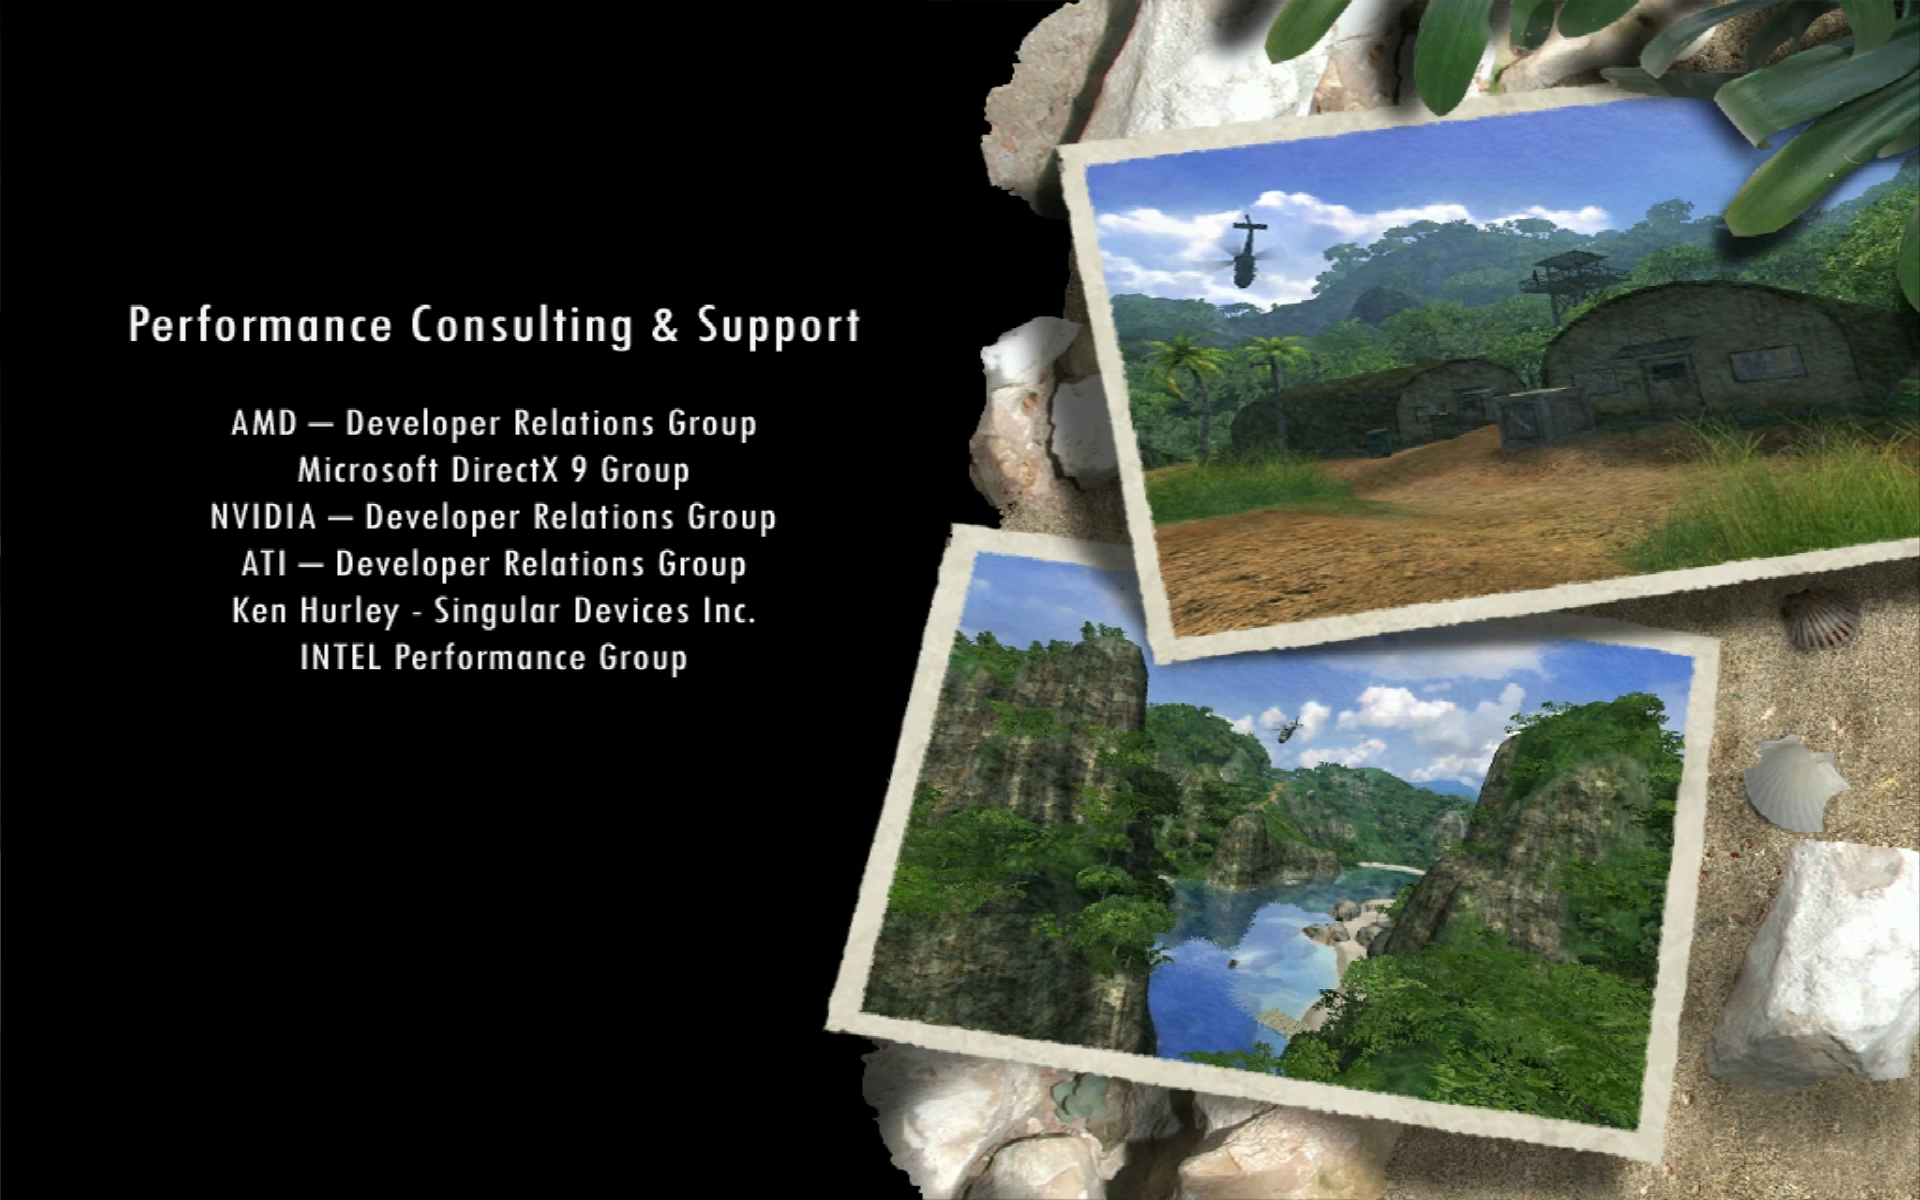 Performance Consulting & Support
AMD — Developer Relations Group
Microsoft DirectX 9 Group
NVIDIA — Developer Relations Group
ATI — Developer Relations Group
Ken Hurley - Singular Devices Inc.
INTEL Performance Group